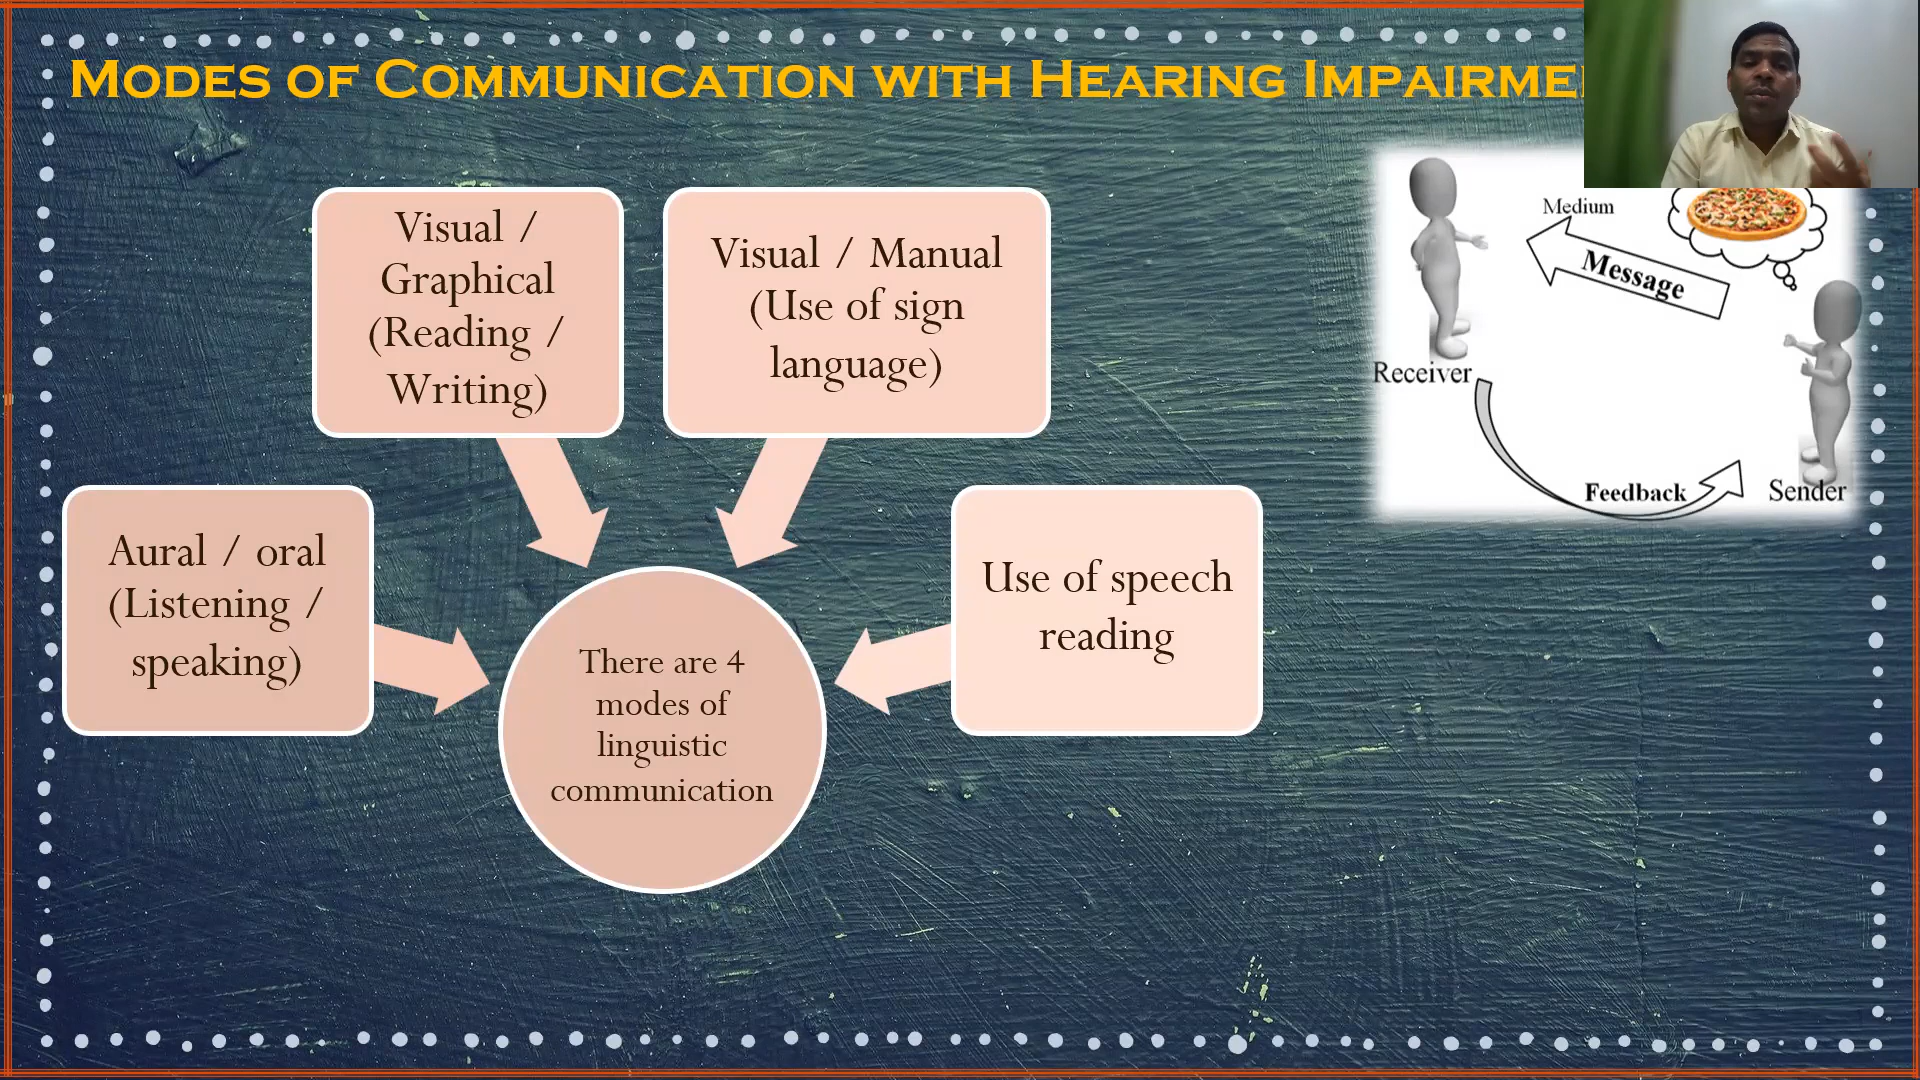 MODES OF COMMUNICATION WITH HEARING
Visual /
Graphical
(Reading /
Writing)
Visual / Manual
(Use of sign
language)
Aural / oral
(Listening /
speaking)
Use of speech
reading
There are 4
modes of
linguistic
communication
Medium
Message
Receiver
Feedback
Sender